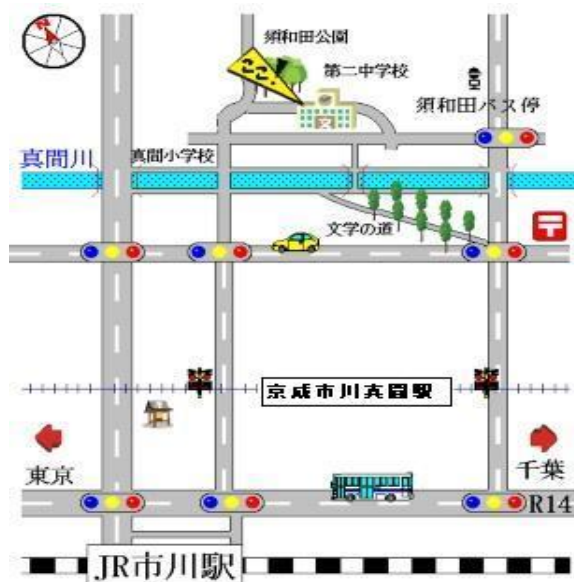 須和田公園
ここ
第二中学校
須和田バス停
真間川
真間小学校
文学の道
京成市川真間駅
東京
千葉
R14
JR市川駅